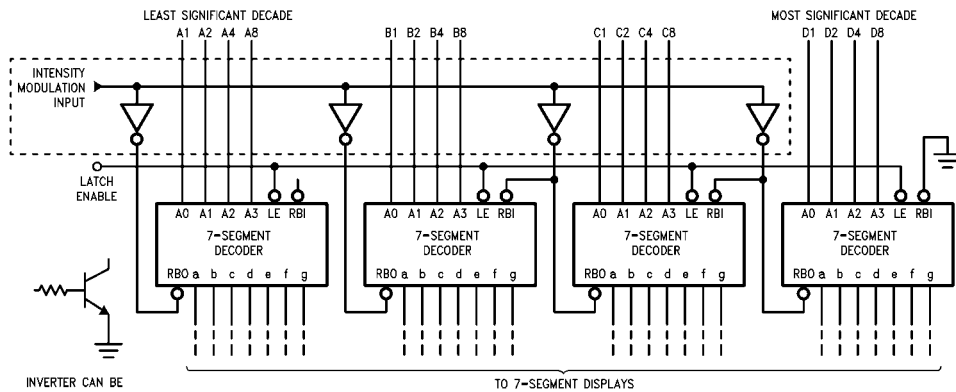 LEAST SIGNIFICANT DECADE
MOST SIGNIFICANT DECADE
A1 A2 A4 A8
B1 B2 B4 B8
C1 C2 C4 C8
D1 D2 D4 D8
INTENSITY
MODULATION
INPUT
LATCH
ENABLE
A0 A1 A2 A3 LE RBI
7-SEGMENT
DECODER
RBO a b c d e f g
A0 A1 A2 A3 LE RBI
7-SEGMENT
DECODER
RBO a b c d e f g
A0 A1 A2 A3 LE RBI
7-SEGMENT
DECODER
RBO a b c d e f g
A0 A1 A2 A3 LE RBI
7-SEGMENT
DECODER
RBO a b c d e f g
INVERTER CAN BE
TO 7-SEGMENT DISPLAYS